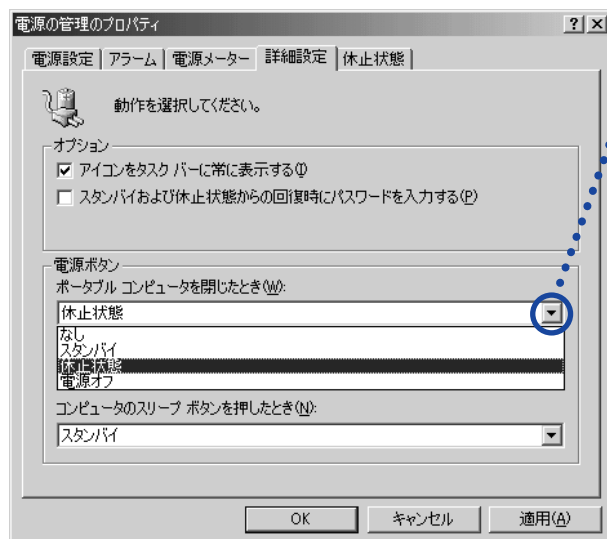 電源の管理のプロパティ
電源設定 アラーム 電源メーター 詳細設定 休止状態
動作を選択してください。
オプション
アイコンをタスク バーに常に表示する(I)
スタンバイおよび休止状態からの回復時にパスワードを入力する(P)
電源ボタン
ポータブル コンピュータを閉じたとき(W):
休止状態
なし
スタンバイ
休止状態
電源オフ
コンピュータのスリープ ボタンを押したとき(N):
スタンバイ
OK キャンセル 適用(A)